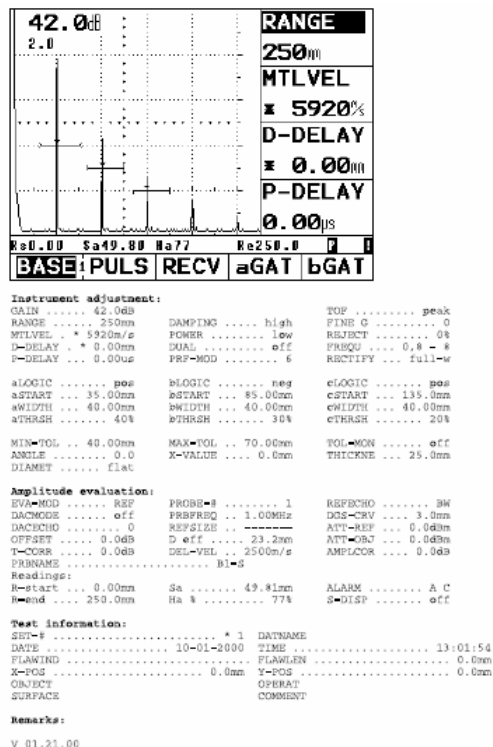 42.0dB
2.0
RANGE
250mm
MTLVEL
* 5920m/s
D-DELAY
* 0.00mm
P-DELAY
0.00µs
Rs0.00 Sa49.80 Ha77 Re250.0 P !
BASE 1 PULS RECV aGAT bGAT
Instrument adjustment:
GAIN ...... 42.0dB TOF ......... peak
RANGE ...... 250mm DAMPING ..... high FINE G ......... 0
MTLVEL . * 5920m/s POWER ........ low REJECT ........ 0%
D-DELAY . * 0.00mm DUAL ......... off FREQU ... 0,8 - 8
P-DELAY ... 0.00us PRF-MOD ........ 6 RECTIFY ... full-w
aLOGIC ....... pos bLOGIC ....... neg cLOGIC ....... pos
aSTART ... 35.00mm bSTART ... 85.00mm cSTART ... 135.0mm
aWIDTH ... 40.00mm bWIDTH ... 40.00mm cWIDTH ... 40.00mm
aTHRSH ....... 40% bTHRSH ....... 30% cTHRSH ....... 20%
MIN-TOL .. 40.00mm MAX-TOL .. 70.00mm TOL-MON ...... off
ANGLE ........ 0.0 X-VALUE .... 0.0mm THICKNE .. 25.0mm
DIAMET ...... flat
Amplitude evaluation:
EVA-MOD ...... REF PROBE-# ........ 1 REFECHO ....... BW
DACMODE ...... off PRBFREQ .. 1.00MHz DGS-CRV .... 3.0mm
DACECHO ........ 0 REFSIZE .. ------- ATT-REF .. 0.0dBm
OFFSET ..... 0.0dB D eff ..... 23.2mm ATT-OBJ .. 0.0dBm
T-CORR ..... 0.0dB DEL-VEL .. 2500m/s AMPLCOR .... 0.0dB
PRBNAME ..................... B1-S
Readings:
R-start ... 0.00mm Sa ....... 49.81mm ALARM ........ A C
R-end .... 250.0mm Ha % ......... 77% S-DISP ....... off
Test information:
SET-# ........................ * 1 DATNAME
DATE ................. 10-01-2000 TIME ..................... 13:01:54
FLAWIND ........................... FLAWLEN ..................... 0.0mm
X-POS ....................... 0.0mm Y-POS ....................... 0.0mm
OBJECT OPERAT
SURFACE COMMENT
Remarks:
V 01.21.00